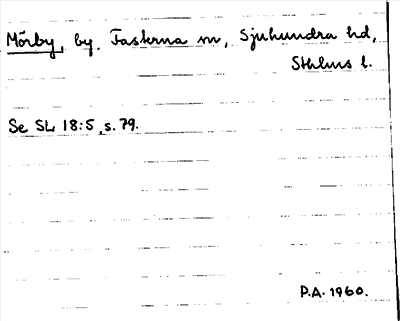 Mörby, by. Fasterna sn, Sjuhundra hd,
Sthlms l.
Se SL 18:5, s. 79.
P.A. 1960.